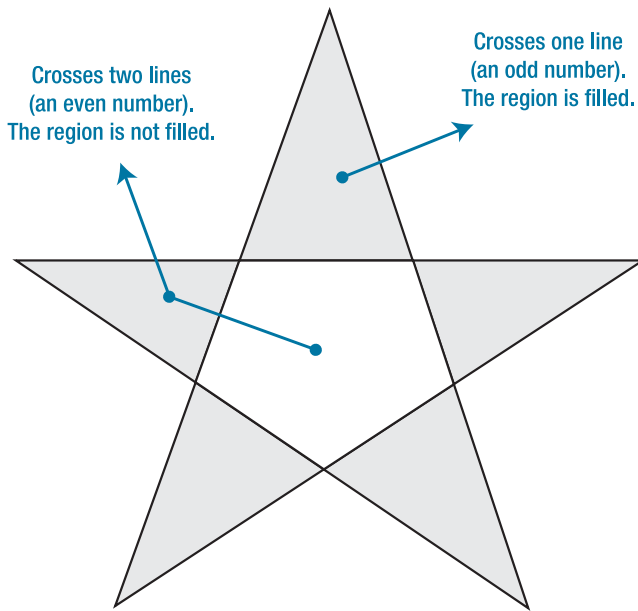 Crosses two lines
(an even number).
The region is not filled.
Crosses one line
(an odd number).
The region is filled.